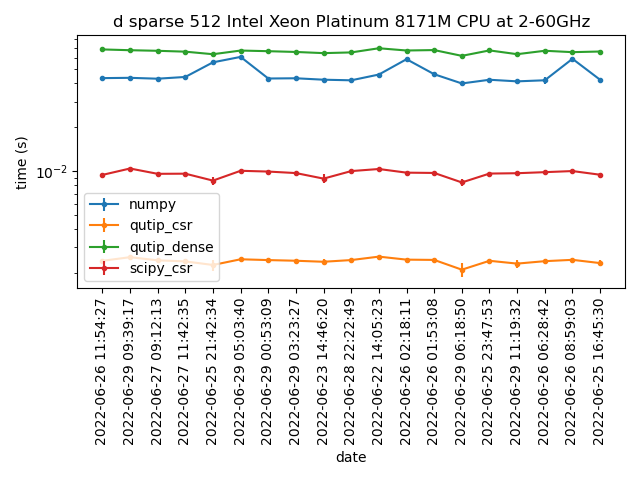 d sparse 512 Intel Xeon Platinum 8171M CPU at 2-60GHz
time (s)
10^-2
numpy
qutip_csr
qutip_dense
scipy_csr
2022-06-26 11:54:27
2022-06-29 09:39:17
2022-06-27 09:12:13
2022-06-27 11:42:35
2022-06-25 21:42:34
2022-06-29 05:03:40
2022-06-29 00:53:09
2022-06-29 03:23:27
2022-06-23 14:46:20
2022-06-28 22:22:49
2022-06-22 14:05:23
2022-06-26 02:18:11
2022-06-26 01:53:08
2022-06-29 06:18:50
2022-06-25 23:47:53
2022-06-29 11:19:32
2022-06-26 06:28:42
2022-06-26 08:59:03
2022-06-25 16:45:30
date